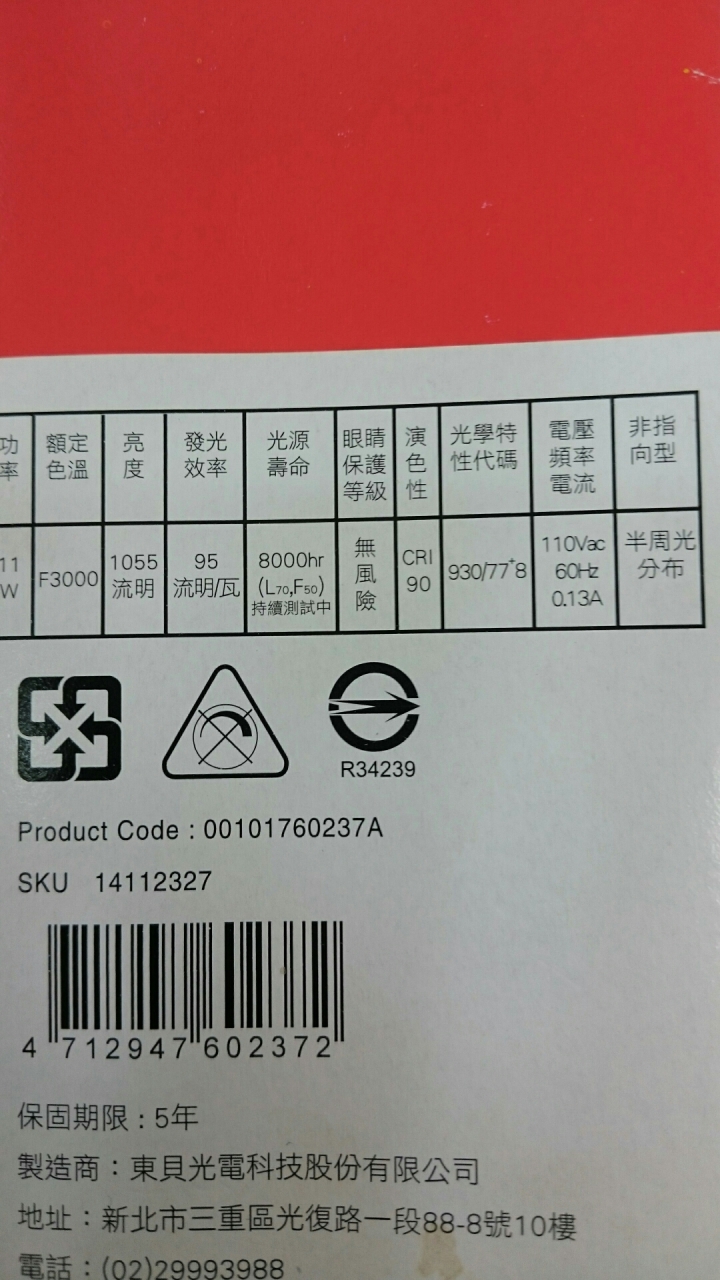 功率 額定色溫 亮度 發光效率 光源壽命 眼睛保護等級 演色性 光學特性代碼 電壓頻率電流 非指向型
11W F3000 1055流明 95流明/瓦 8000hr (L70,F50) 持續測試中 無風險 CRI 90 930/77+8 110Vac 60Hz 0.13A 半周光分布
R34239
Product Code : 00101760237A
SKU 14112327
4 712947 602372
保固期限 : 5年
製造商 : 東貝光電科技股份有限公司
地址 : 新北市三重區光復路一段88-8號10樓
電話 : (02)29993988